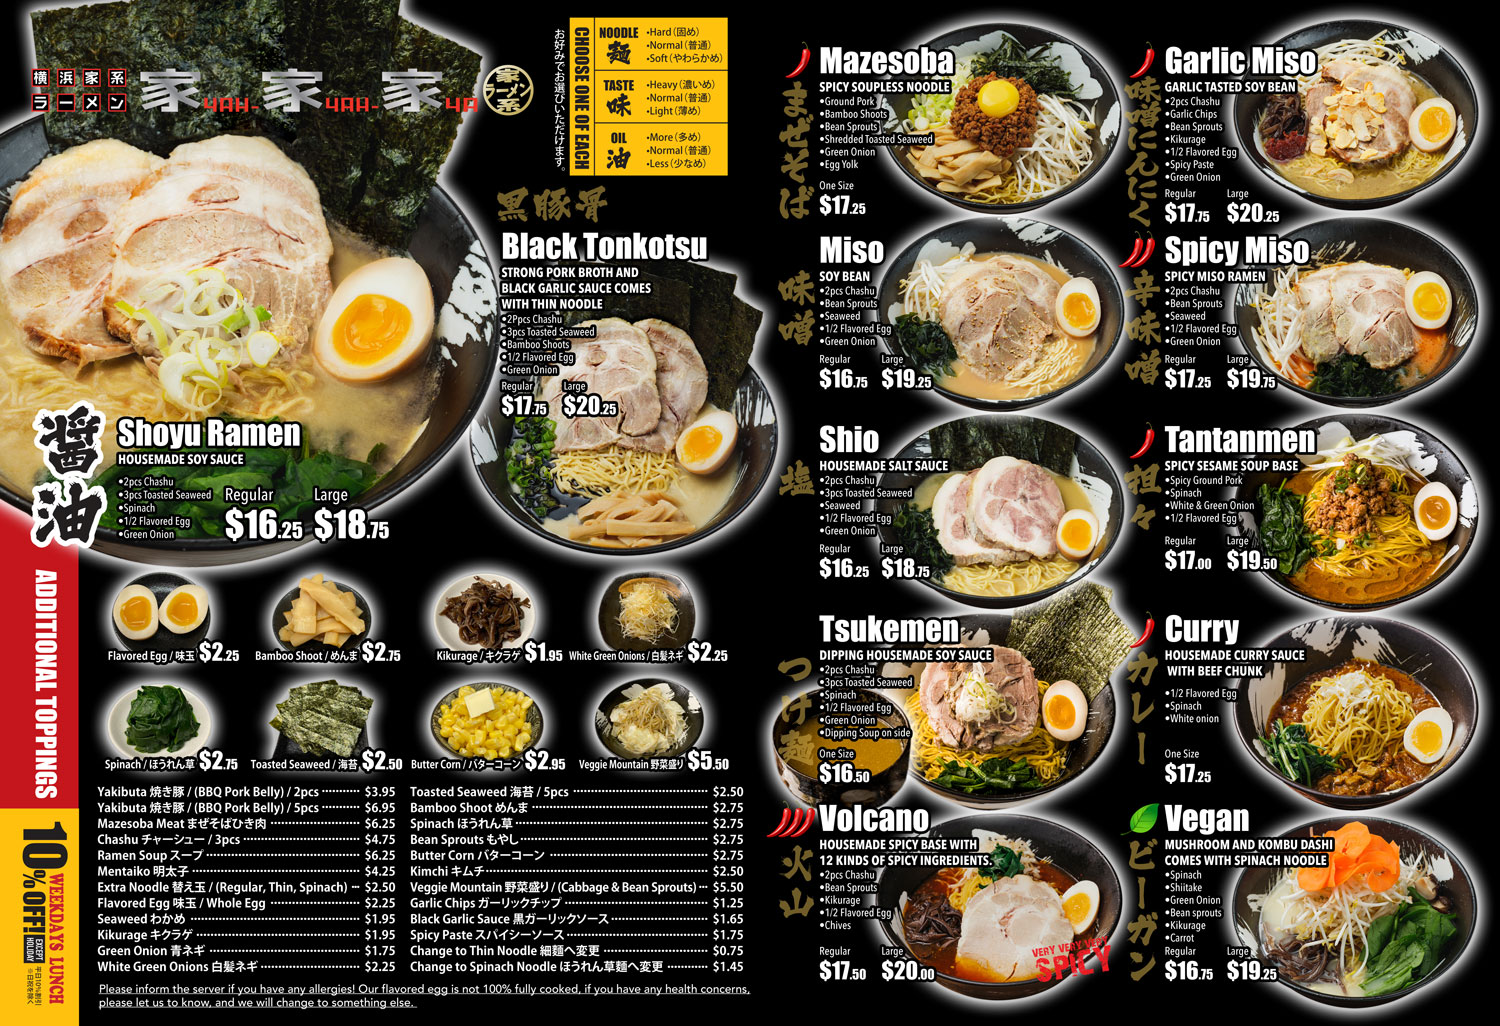 横浜家系
ラーメン
家YAH-家YAA-家YA
家
ラーメン
系
お好みでお選びいただけます。
CHOOSE ONE OF EACH
NOODLE
麺
•Hard (固め)
•Normal (普通)
•Soft (やわらかめ)
TASTE
味
•Heavy (濃いめ)
•Normal (普通)
•Light (薄め)
OIL
油
•More (多め)
•Normal (普通)
•Less (少なめ)
醤油
Shoyu Ramen
HOUSEMADE SOY SAUCE
•2pcs Chashu
•3pcs Toasted Seaweed
•Spinach
•1/2 Flavored Egg
•Green Onion
Regular Large
$16.25 $18.75
黒豚骨
Black Tonkotsu
STRONG PORK BROTH AND
BLACK GARLIC SAUCE COMES
WITH THIN NOODLE
•2Ppcs Chashu
•3pcs Toasted Seaweed
•Bamboo Shoots
•1/2 Flavored Egg
•Green Onion
Regular Large
$17.75 $20.25
ADDITIONAL TOPPINGS
Flavored Egg / 味玉 $2.25
Bamboo Shoot / めんま $2.75
Kikurage / キクラゲ $1.95
White Green Onions / 白髪ネギ $2.25
Spinach / ほうれん草 $2.75
Toasted Seaweed / 海苔 $2.50
Butter Corn / バターコーン $2.95
Veggie Mountain 野菜盛り $5.50
Yakibuta 焼き豚 / (BBQ Pork Belly) / 2pcs $3.95
Yakibuta 焼き豚 / (BBQ Pork Belly) / 5pcs $6.95
Mazesoba Meat まぜそばひき肉 $6.25
Chashu チャーシュー / 3pcs $4.75
Ramen Soup スープ $6.25
Mentaiko 明太子 $4.25
Extra Noodle 替え玉 / (Regular, Thin, Spinach) $2.50
Flavored Egg 味玉 / Whole Egg $2.25
Seaweed わかめ $1.95
Kikurage キクラゲ $1.95
Green Onion 青ネギ $1.75
White Green Onions 白髪ネギ $2.25
Toasted Seaweed 海苔 / 5pcs $2.50
Bamboo Shoot めんま $2.75
Spinach ほうれん草 $2.75
Bean Sprouts もやし $2.75
Butter Corn バターコーン $2.75
Kimchi キムチ $2.50
Veggie Mountain 野菜盛り / (Cabbage & Bean Sprouts) $5.50
Garlic Chips ガーリックチップ $1.25
Black Garlic Sauce 黒ガーリックソース $1.65
Spicy Paste スパイシーソース $1.75
Change to Thin Noodle 細麺へ変更 $0.75
Change to Spinach Noodle ほうれん草麺へ変更 $1.45
Please inform the server if you have any allergies! Our flavored egg is not 100% fully cooked, if you have any health concerns,
please let us to know, and we will change to something else.
10% OFF!!
WEEKDAYS LUNCH
EXCEPT
HOLIDAY
平日10%割引!
※祝日を除く
まぜそば
Mazesoba
SPICY SOUPLESS NOODLE
•Ground Pork
•Bamboo Shoots
•Bean Sprouts
•Shredded Toasted Seaweed
•Green Onion
•Egg Yolk
One Size
$17.25
味噌
Miso
SOY BEAN
•2pcs Chashu
•Bean Sprouts
•Seaweed
•1/2 Flavored Egg
•Green Onion
Regular Large
$16.75 $19.25
塩
Shio
HOUSEMADE SALT SAUCE
•2pcs Chashu
•3pcs Toasted Seaweed
•Seaweed
•1/2 Flavored Egg
•Green Onion
Regular Large
$16.25 $18.75
つけ麺
Tsukemen
DIPPING HOUSEMADE SOY SAUCE
•2pcs Chashu
•3pcs Toasted Seaweed
•Spinach
•1/2 Flavored Egg
•Green Onion
•Dipping Soup on side
One Size
$16.50
火山
Volcano
HOUSEMADE SPICY BASE WITH
12 KINDS OF SPICY INGREDIENTS.
•2pcs Chashu
•Bean Sprouts
•Kikurage
•1/2 Flavored Egg
•Chives
Regular Large
$17.50 $20.00
VERY VERY VERY
SPICY
味噌にんにく
Garlic Miso
GARLIC TASTED SOY BEAN
•2pcs Chashu
•Garlic Chips
•Bean Sprouts
•Kikurage
•1/2 Flavored Egg
•Spicy Paste
•Green Onion
Regular Large
$17.75 $20.25
辛味噌
Spicy Miso
SPICY MISO RAMEN
•2pcs Chashu
•Bean Sprouts
•Seaweed
•1/2 Flavored Egg
•Green Onion
Regular Large
$17.25 $19.75
担々
Tantanmen
SPICY SESAME SOUP BASE
•Spicy Ground Pork
•Spinach
•White & Green Onion
•1/2 Flavored Egg
Regular Large
$17.00 $19.50
カレー
Curry
HOUSEMADE CURRY SAUCE
WITH BEEF CHUNK
•1/2 Flavored Egg
•Spinach
•White onion
One Size
$17.25
ビーガン
Vegan
MUSHROOM AND KOMBU DASHI
COMES WITH SPINACH NOODLE
•Spinach
•Shiitake
•Green Onion
•Bean sprouts
•Kikurage
•Carrot
Regular Large
$16.75 $19.25